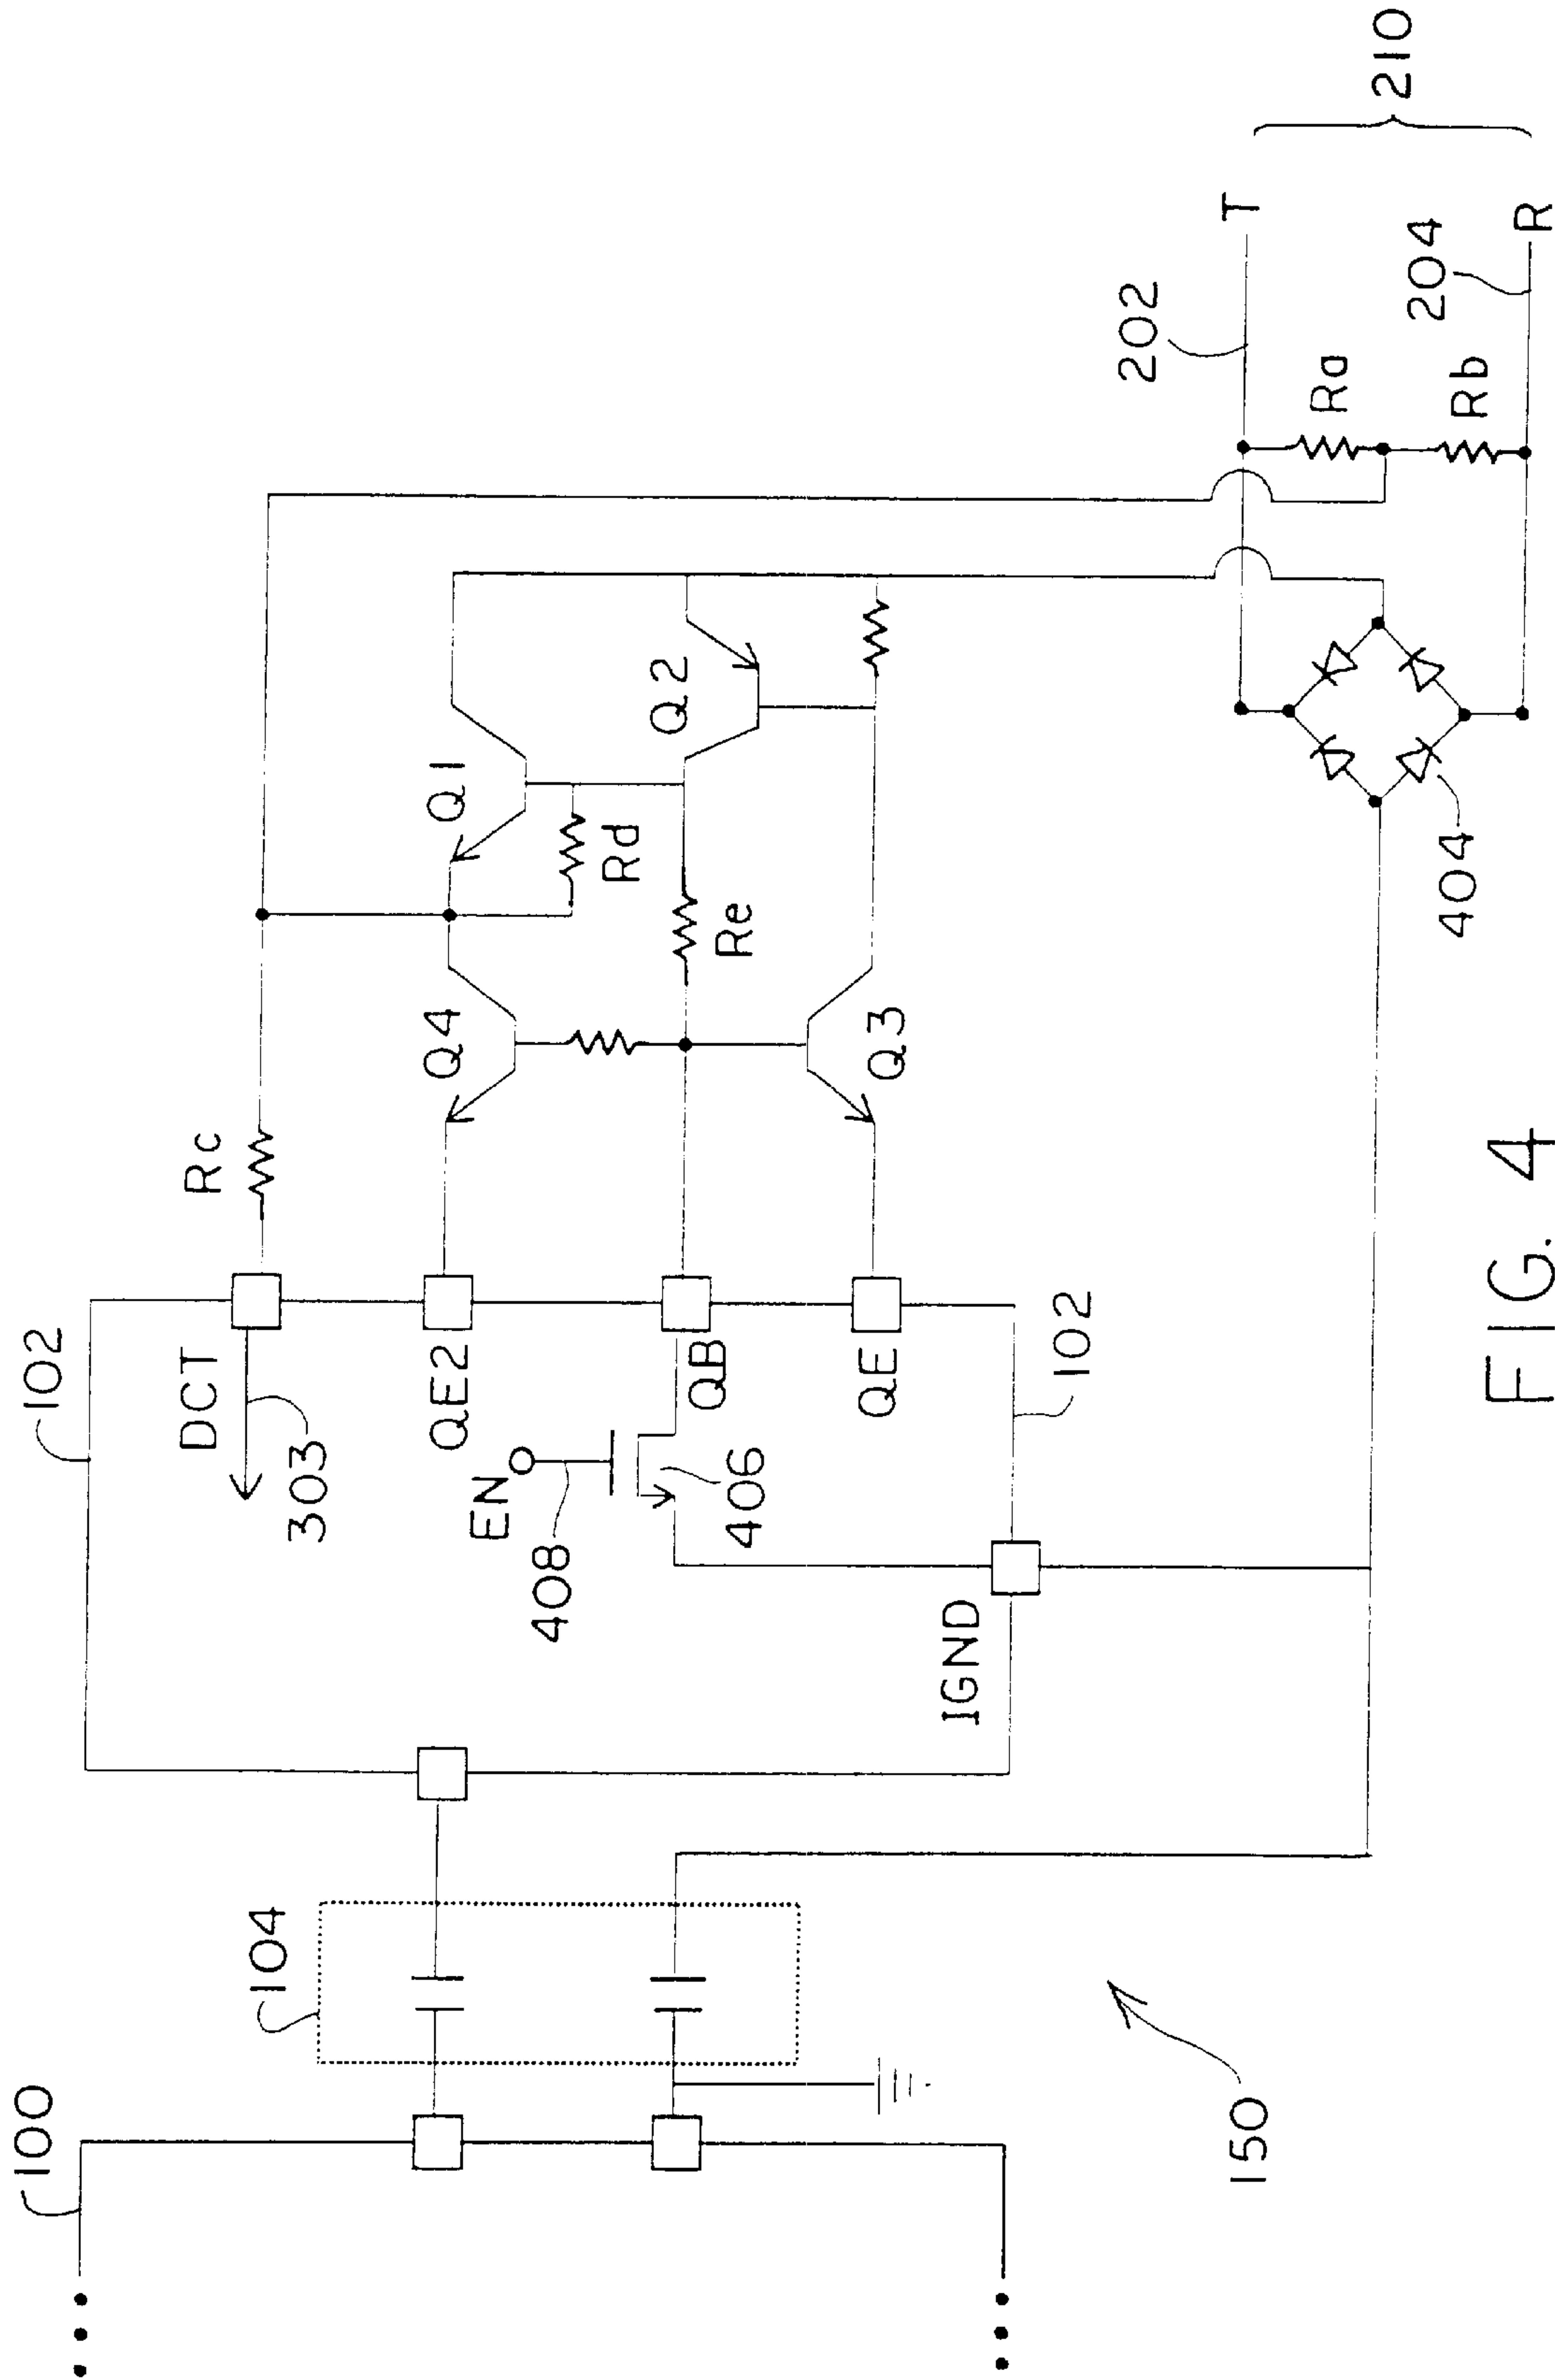 100
104
150
102
DCT
303
QE2
EN
408
406
QB
QE
IGND
102
Rc
Q4
Q1
Rd
Re
Q2
Q3
404
202
T
Ra
Rb
204
R
210
FIG. 4